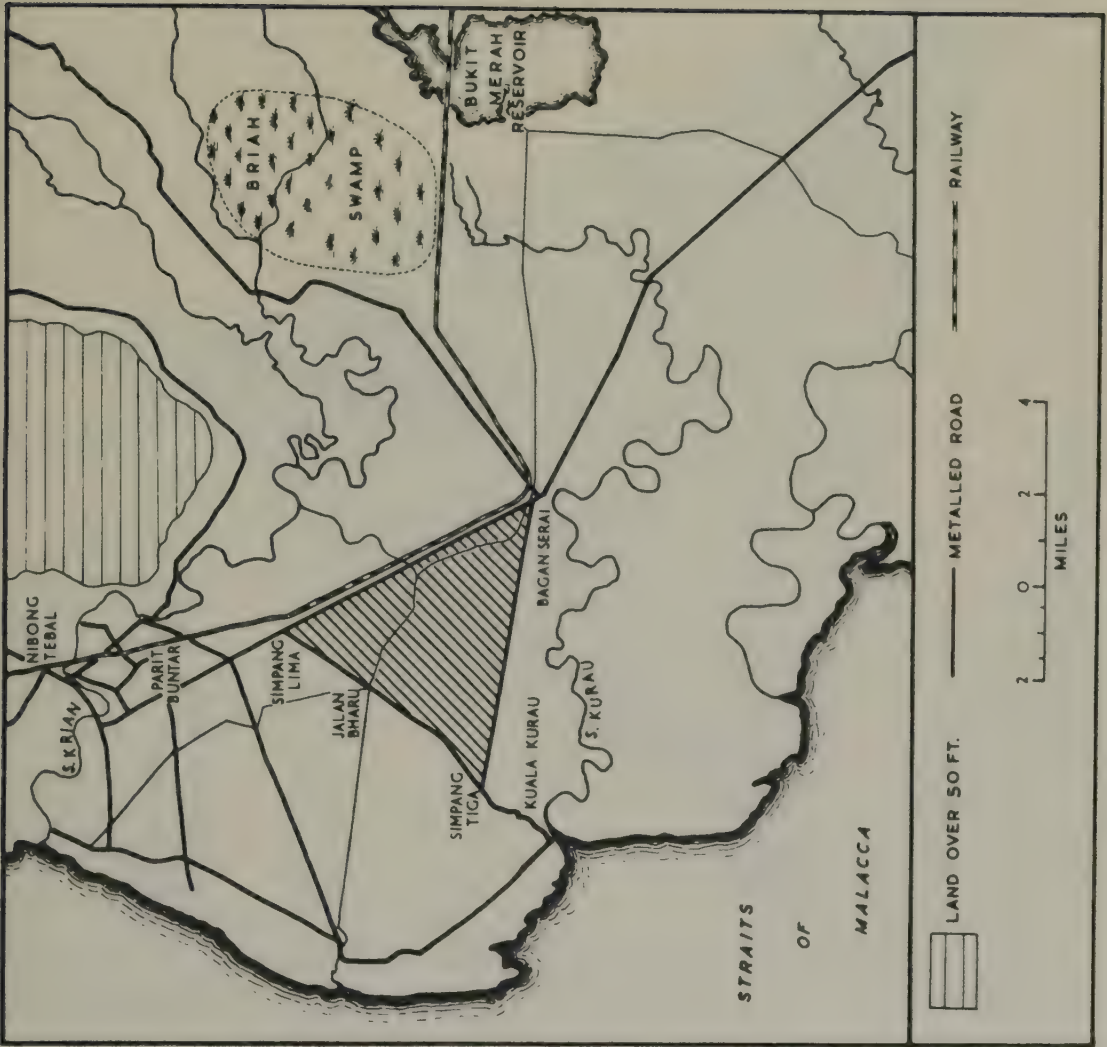 NIBONG
TEBAL
S. KRIAN
PARIT
BUNTAR
SIMPANG
LIMA
JALAN
BHARU
SIMPANG
TIGA
KUALA KURAU
S. KURAU
BAGAN SERAI
BRIAH
SWAMP
BUKIT
MERAH
RESERVOIR
STRAITS
OF
MALACCA
LAND OVER 50 FT.
METALLED ROAD
RAILWAY
2 0 2 4
MILES